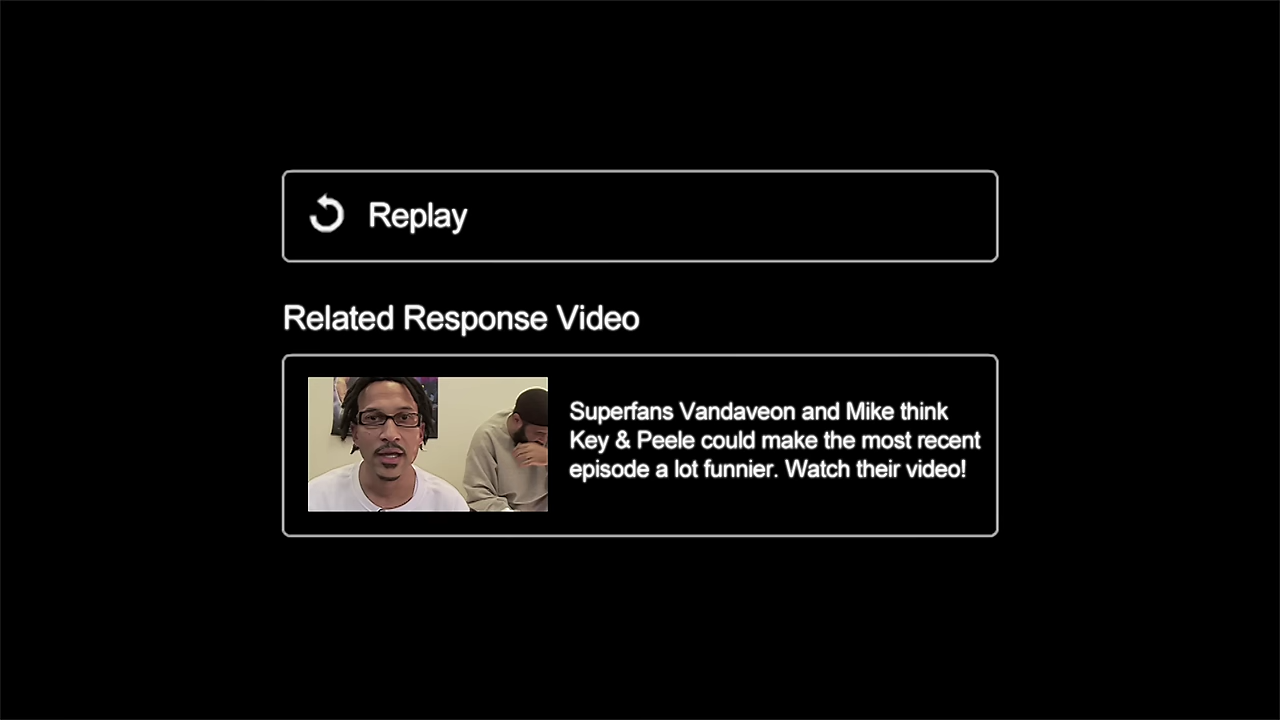 Replay
Related Response Video
Superfans Vandaveon and Mike think
Key & Peele could make the most recent
episode a lot funnier. Watch their video!